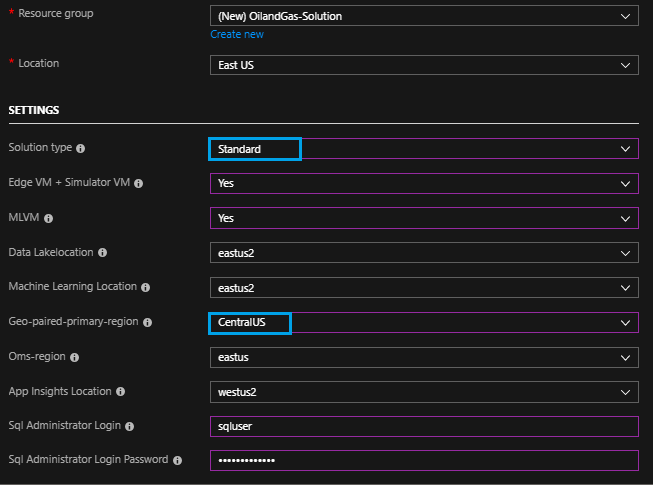 * Resource group (New) OilandGas-Solution
Create new
* Location East US
SETTINGS
Solution type Standard
Edge VM + Simulator VM Yes
MLVM Yes
Data Lakelocation eastus2
Machine Learning Location eastus2
Geo-paired-primary-region CentralUS
Oms-region eastus
App Insights Location westus2
Sql Administrator Login sqluser
Sql Administrator Login Password •••••••••••••